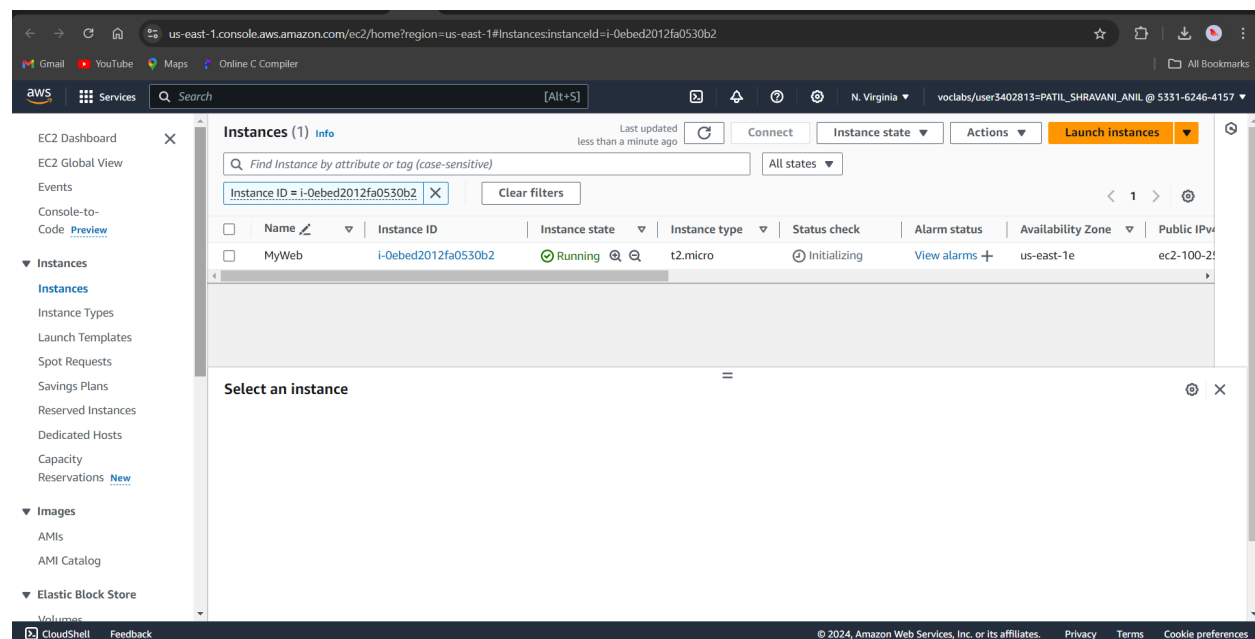 us-east-1.console.aws.amazon.com/ec2/home?region=us-east-1#Instances:instanceId=i-0ebed2012fa0530b2
Gmail YouTube Maps Online C Compiler All Bookmarks
aws Services Search [Alt+S] N. Virginia voclabs/user3402813=PATIL_SHRAVANI_ANIL @ 5331-6246-4157
EC2 Dashboard
EC2 Global View
Events
Console-to-
Code Preview
Instances
Instances
Instance Types
Launch Templates
Spot Requests
Savings Plans
Reserved Instances
Dedicated Hosts
Capacity
Reservations New
Images
AMIs
AMI Catalog
Elastic Block Store
Volumes
Instances (1) Info
Last updated
less than a minute ago
Connect Instance state Actions Launch instances
Find Instance by attribute or tag (case-sensitive) All states
Instance ID = i-0ebed2012fa0530b2 Clear filters 1
Name Instance ID Instance state Instance type Status check Alarm status Availability Zone Public IPv4
MyWeb i-0ebed2012fa0530b2 Running t2.micro Initializing View alarms + us-east-1e ec2-100-25
Select an instance
CloudShell Feedback © 2024, Amazon Web Services, Inc. or its affiliates. Privacy Terms Cookie preferences